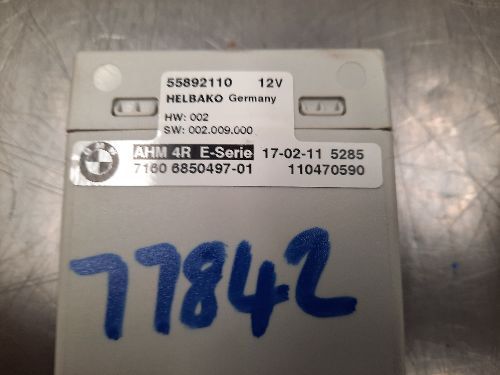 55892110 12V
HELBAKO Germany
HW: 002
SW: 002.009.000
AHM 4R E-Serie 17-02-11 5285
7160 6850497-01 110470590
77842